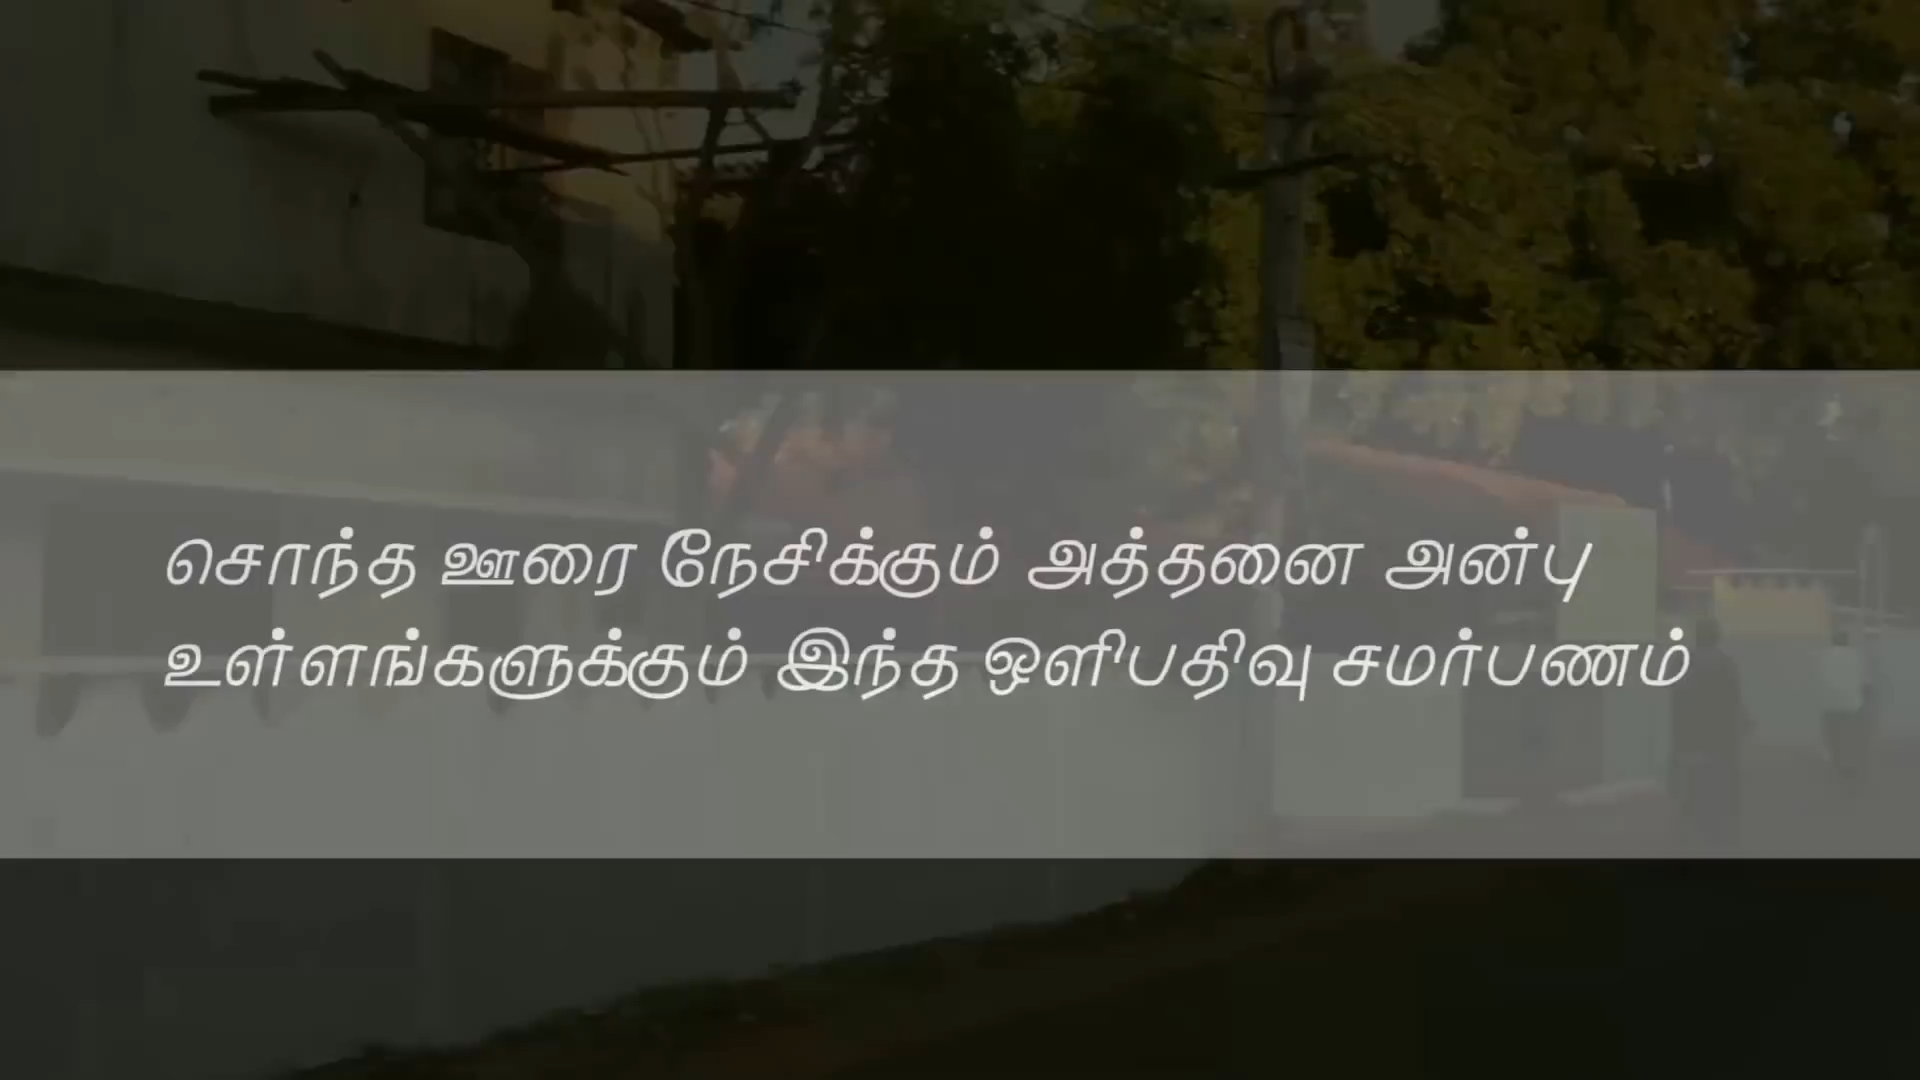 சொந்த ஊரை நேசிக்கும் அத்தனை அன்பு
உள்ளங்களுக்கும் இந்த ஒளிபதிவு சமர்பணம்